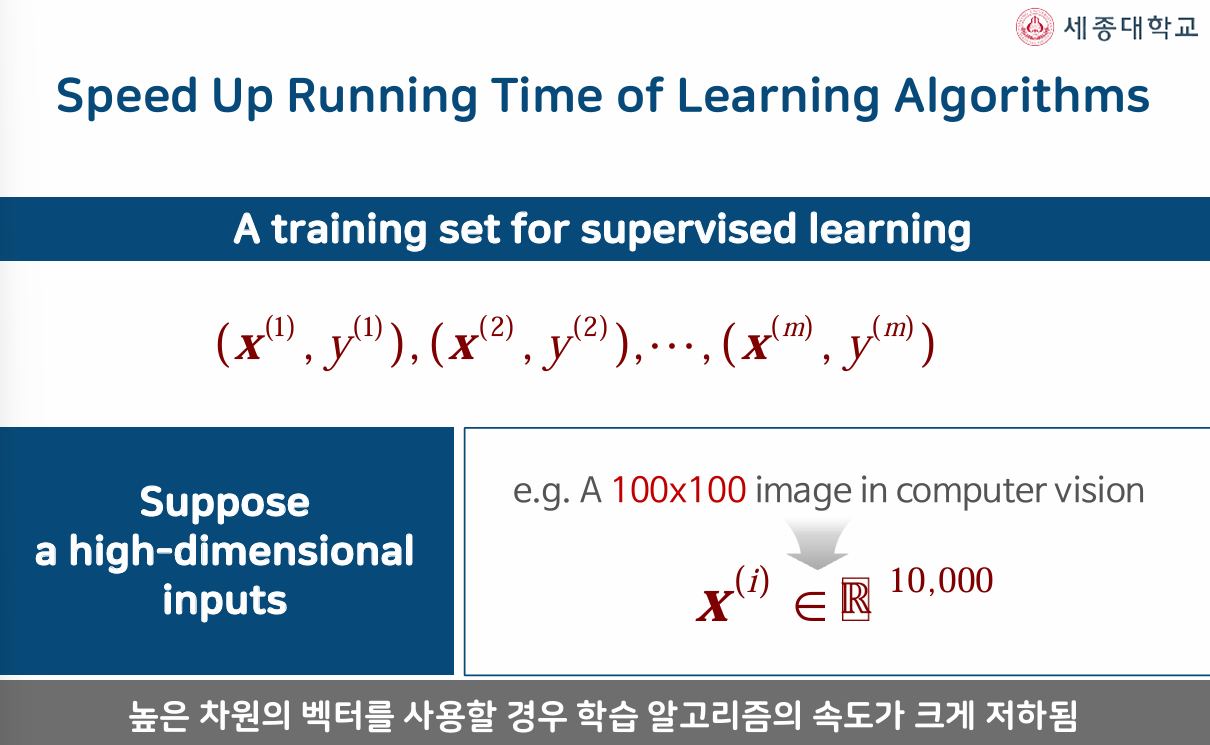 세종대학교
Speed Up Running Time of Learning Algorithms
A training set for supervised learning
(x^(1), y^(1)), (x^(2), y^(2)), ⋯, (x^(m), y^(m))
Suppose
a high-dimensional
inputs
e.g. A 100x100 image in computer vision
x^(i) ∈ ℝ^10,000
높은 차원의 벡터를 사용할 경우 학습 알고리즘의 속도가 크게 저하됨